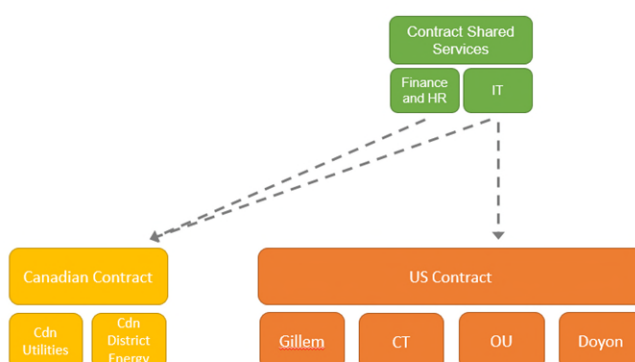 Contract Shared
Services
Finance
and HR
IT
Canadian Contract
US Contract
Cdn
Utilities
Cdn
District
Energy
Gillem
CT
OU
Doyon